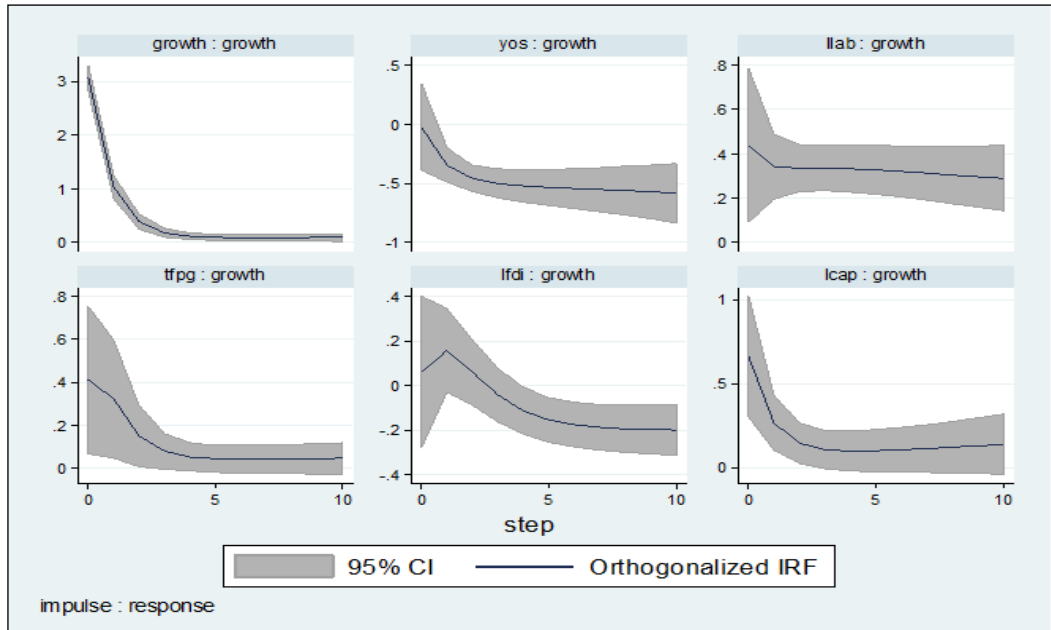 growth : growth
yos : growth
llab : growth
3
2
1
0
.5
0
-.5
-1
.8
.6
.4
.2
0
tfpg : growth
lfdi : growth
lcap : growth
.8
.6
.4
.2
0
.4
.2
0
-.2
-.4
1
.5
0
0 5 10
0 5 10
0 5 10
step
95% CI Orthogonalized IRF
impulse : response